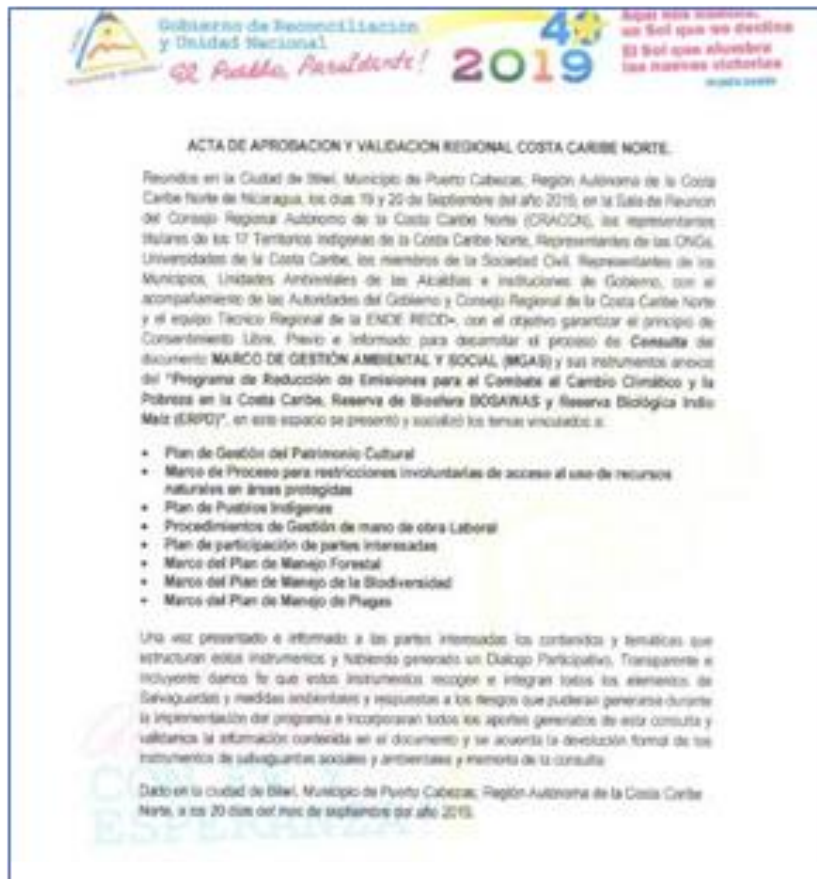 Gobierno de Reconciliación
y Unidad Nacional
El Pueblo, Presidente!
40
2019
un Sol que no declina
El Sol que alumbra
las nuevas victorias
ACTA DE APROBACION Y VALIDACION REGIONAL COSTA CARIBE NORTE.
Reunidos en la Ciudad de Bilwi, Municipio de Puerto Cabezas, Región Autónoma de la Costa
Caribe Norte de Nicaragua, los días 19 y 20 de Septiembre del año 2019, en la Sala de Reunion
del Consejo Regional Autónomo de la Costa Caribe Norte (CRACCN), los representantes
titulares de los 17 Territorios Indígenas de la Costa Caribe Norte, Representantes de las ONGs,
Universidades de la Costa Caribe, los miembros de la Sociedad Civil, Representantes de los
Municipios, Unidades Ambientales de las Alcaldías e Instituciones de Gobierno, con el
acompañamiento de las Autoridades del Gobierno y Consejo Regional de la Costa Caribe Norte
y el equipo Técnico Regional de la ENDE REDD+, con el objetivo garantizar el principio de
Consentimiento Libre, Previo e Informado para desarrollar el proceso de Consulta del
documento MARCO DE GESTIÓN AMBIENTAL Y SOCIAL (MGAS) y sus instrumentos anexos
del "Programa de Reducción de Emisiones para el Combate al Cambio Climático y la
Pobreza en la Costa Caribe, Reserva de Biosfera BOSAWAS y Reserva Biológica Indio
Maíz (ERPD)", en este espacio se presentó y socializó los temas vinculados a:
• Plan de Gestión del Patrimonio Cultural
• Marco de Proceso para restricciones involuntarias de acceso al uso de recursos
naturales en áreas protegidas
• Plan de Pueblos Indígenas
• Procedimientos de Gestión de mano de obra Laboral
• Plan de participación de partes interesadas
• Marco del Plan de Manejo Forestal
• Marco del Plan de Manejo de la Biodiversidad
• Marco del Plan de Manejo de Plagas
Una vez presentado e informado a las partes interesadas los contenidos y temáticas que
estructuran estos instrumentos y habiendo generado un Dialogo Participativo, Transparente e
incluyente damos fe que estos instrumentos recogen e integran todos los elementos de
Salvaguardas y medidas ambientales y respuestas a los riesgos que pudieran generarse durante
la implementación del programa e incorporaran todos los aportes generados de esta consulta y
validamos la información contenida en el documento y se acuerda la devolución formal de los
instrumentos de salvaguardas sociales y ambientales y memoria de la consulta.
Dado en la ciudad de Bilwi, Municipio de Puerto Cabezas, Región Autónoma de la Costa Caribe
Norte, a los 20 días del mes de septiembre del año 2019.
ESPERANZA